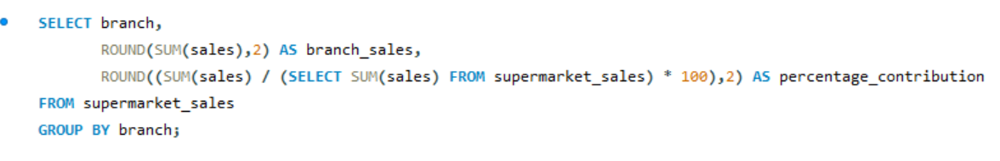 SELECT branch,
ROUND(SUM(sales),2) AS branch_sales,
ROUND((SUM(sales) / (SELECT SUM(sales) FROM supermarket_sales) * 100),2) AS percentage_contribution
FROM supermarket_sales
GROUP BY branch;